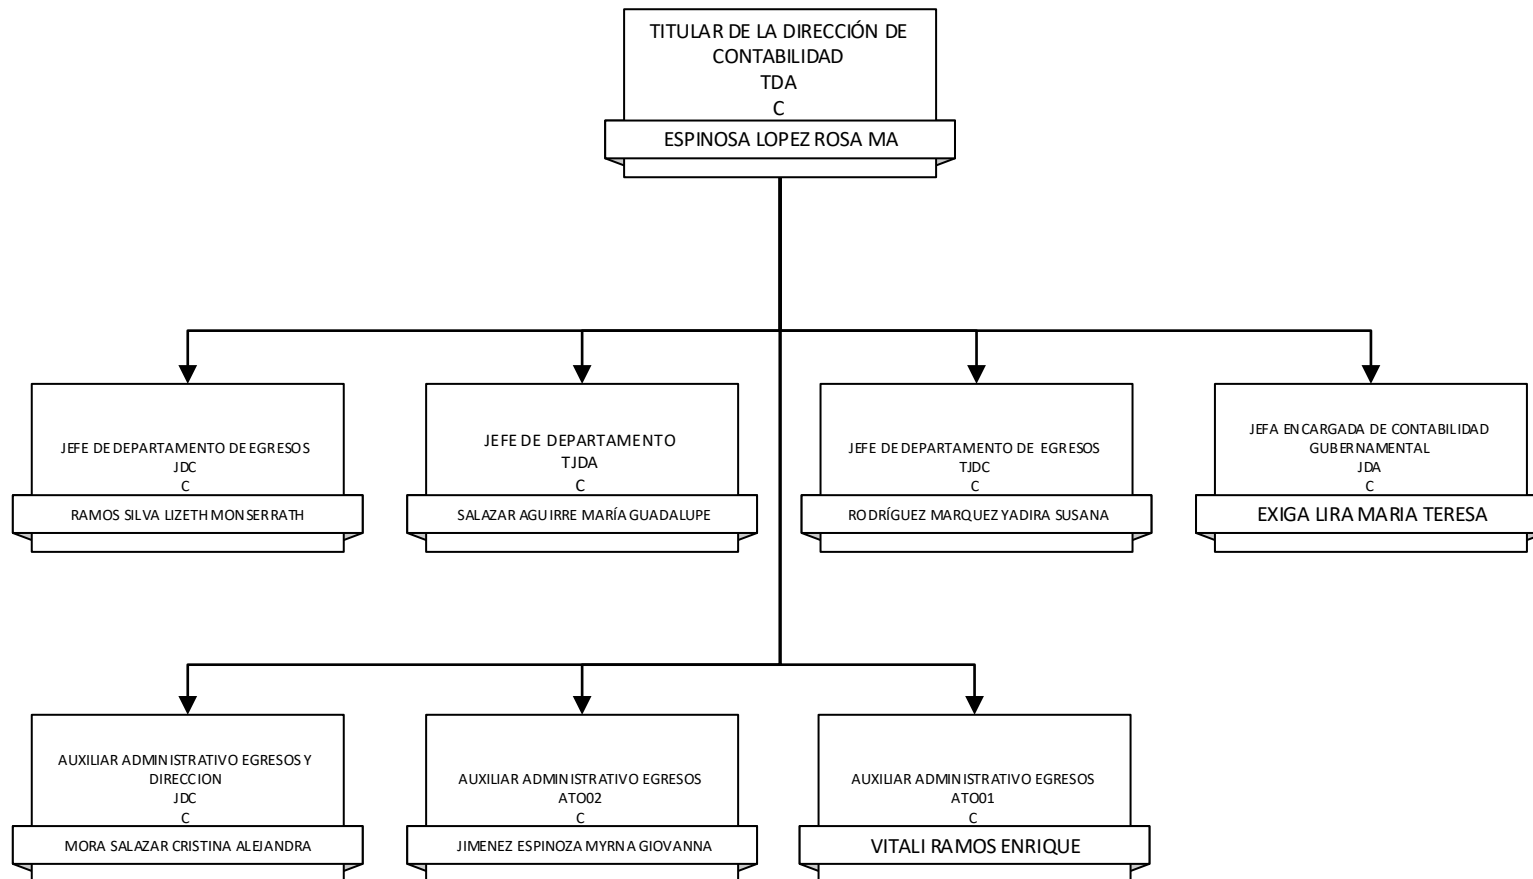 TITULAR DE LA DIRECCIÓN DE
CONTABILIDAD
TDA
C
ESPINOSA LOPEZ ROSA MA
JEFE DE DEPARTAMENTO DE EGRESOS
JDC
C
RAMOS SILVA LIZETH MONSERRATH
JEFE DE DEPARTAMENTO
TJDA
C
SALAZAR AGUIRRE MARÍA GUADALUPE
JEFE DE DEPARTAMENTO DE EGRESOS
TJDC
C
RODRÍGUEZ MARQUEZ YADIRA SUSANA
JEFA ENCARGADA DE CONTABILIDAD
GUBERNAMENTAL
JDA
C
EXIGA LIRA MARIA TERESA
AUXILIAR ADMINISTRATIVO EGRESOS Y
DIRECCION
JDC
C
MORA SALAZAR CRISTINA ALEJANDRA
AUXILIAR ADMINISTRATIVO EGRESOS
ATO02
C
JIMENEZ ESPINOZA MYRNA GIOVANNA
AUXILIAR ADMINISTRATIVO EGRESOS
ATO01
C
VITALI RAMOS ENRIQUE